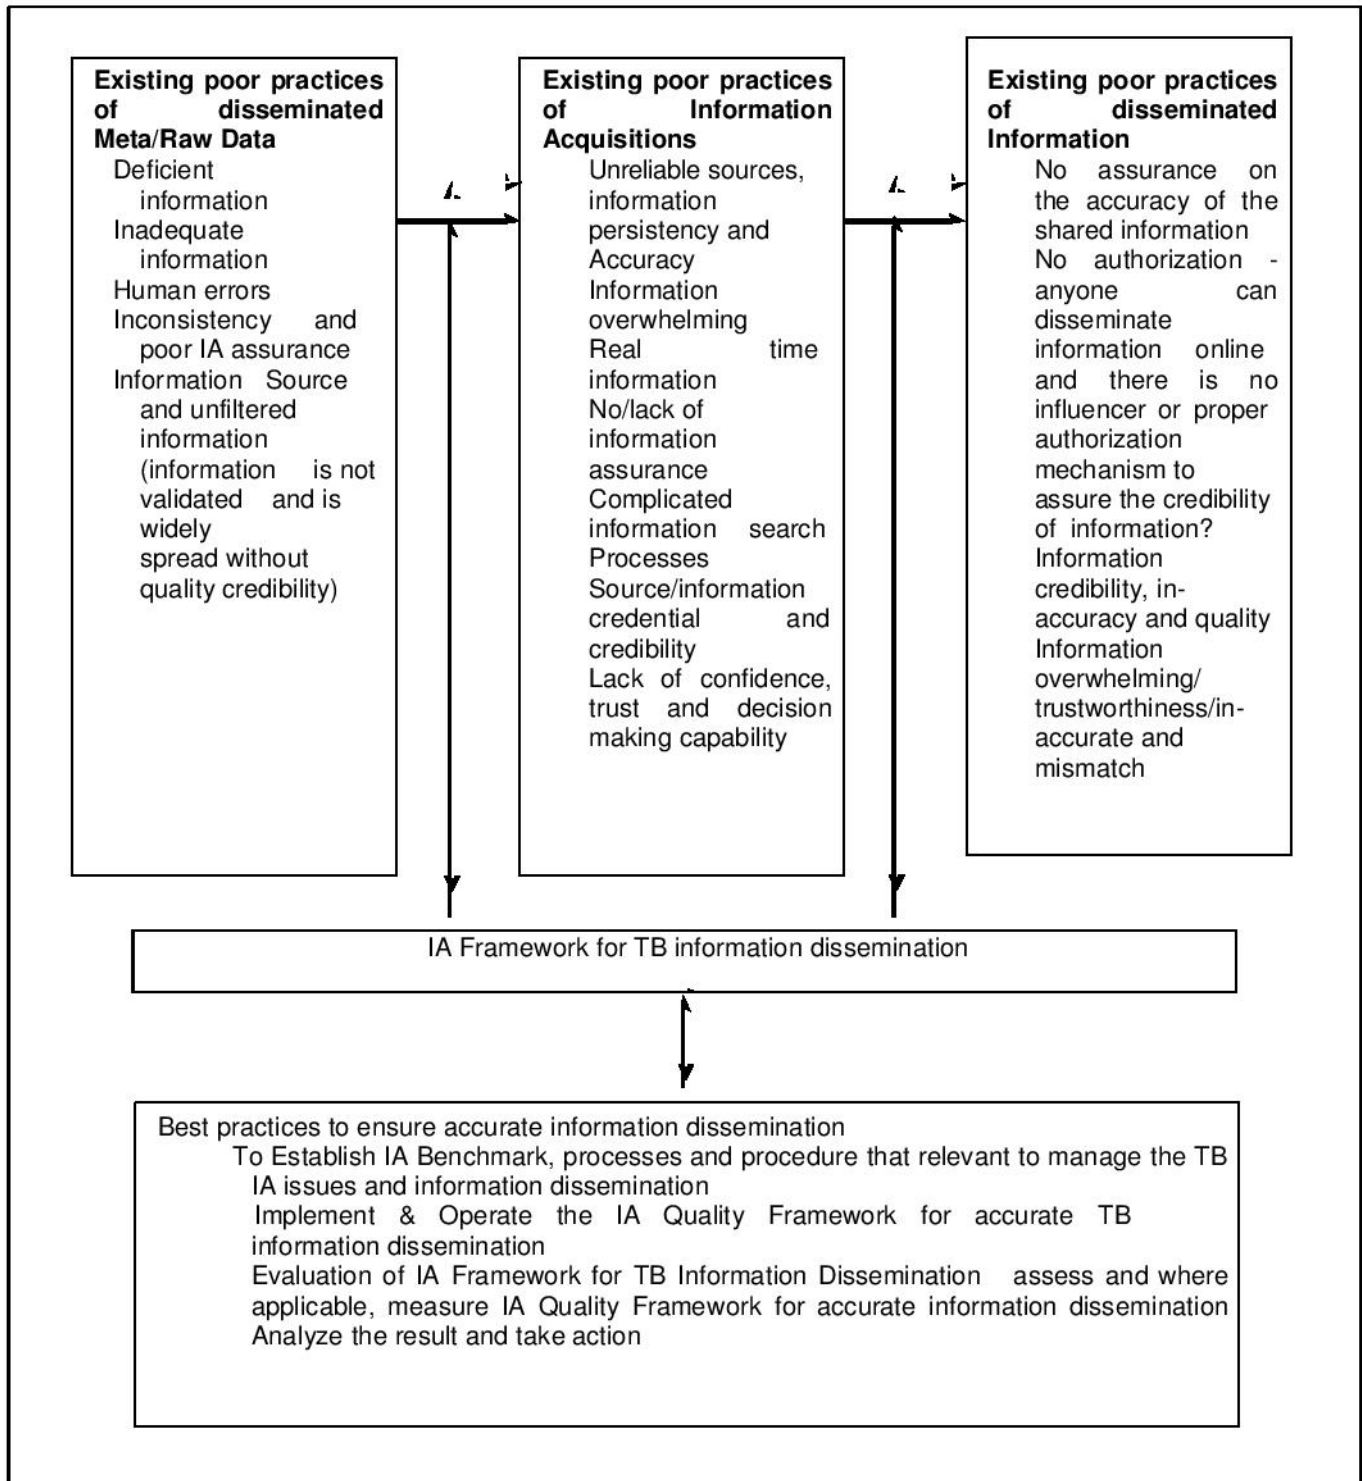 Existing poor practices
of disseminated
Meta/Raw Data
Deficient
information
Inadequate
information
Human errors
Inconsistency and
poor IA assurance
Information Source
and unfiltered
information
(information is not
validated and is
widely
spread without
quality credibility)
Existing poor practices
of Information
Acquisitions
Unreliable sources,
information
persistency and
Accuracy
Information
overwhelming
Real time
information
No/lack of
information
assurance
Complicated
information search
Processes
Source/information
credential and
credibility
Lack of confidence,
trust and decision
making capability
Existing poor practices
of disseminated
Information
No assurance on
the accuracy of the
shared information
No authorization -
anyone can
disseminate
information online
and there is no
influencer or proper
authorization
mechanism to
assure the credibility
of information?
Information
credibility, in-
accuracy and quality
Information
overwhelming/
trustworthiness/in-
accurate and
mismatch
IA Framework for TB information dissemination
Best practices to ensure accurate information dissemination
To Establish IA Benchmark, processes and procedure that relevant to manage the TB
IA issues and information dissemination
Implement & Operate the IA Quality Framework for accurate TB
information dissemination
Evaluation of IA Framework for TB Information Dissemination assess and where
applicable, measure IA Quality Framework for accurate information dissemination
Analyze the result and take action